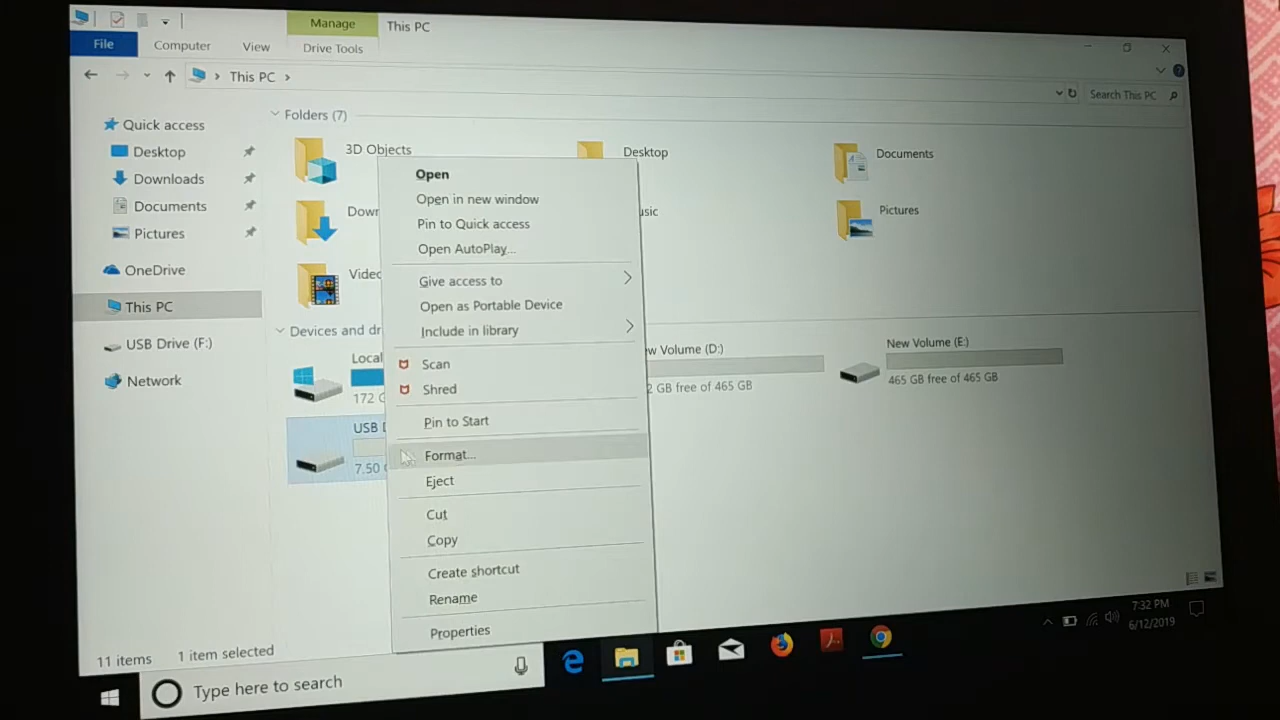 Manage
This PC
File
Computer
View
Drive Tools
This PC
Search This PC
Quick access
Desktop
Downloads
Documents
Pictures
OneDrive
This PC
USB Drive (F:)
Network
Folders (7)
3D Objects
Desktop
Documents
Pictures
Devices and
Local
172
New Volume (E:)
465 GB free of 465 GB
Volume (D:)
GB free of 465 GB
USB
7.50
Open
Open in new window
Pin to Quick access
Open AutoPlay...
Give access to
Open as Portable Device
Include in library
Scan
Shred
Pin to Start
Format...
Eject
Cut
Copy
Create shortcut
Rename
Properties
11 items
1 item selected
Type here to search
7:32 PM
6/12/2019